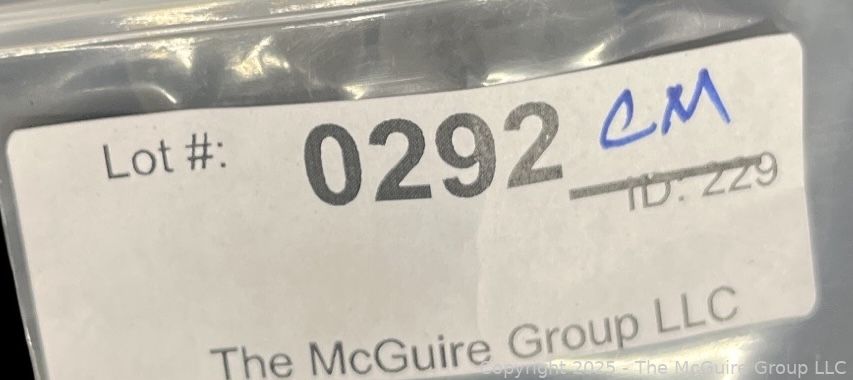 Lot #: 0292 CM
ID: 229
The McGuire Group LLC
Copyright 2025 - The McGuire Group LLC